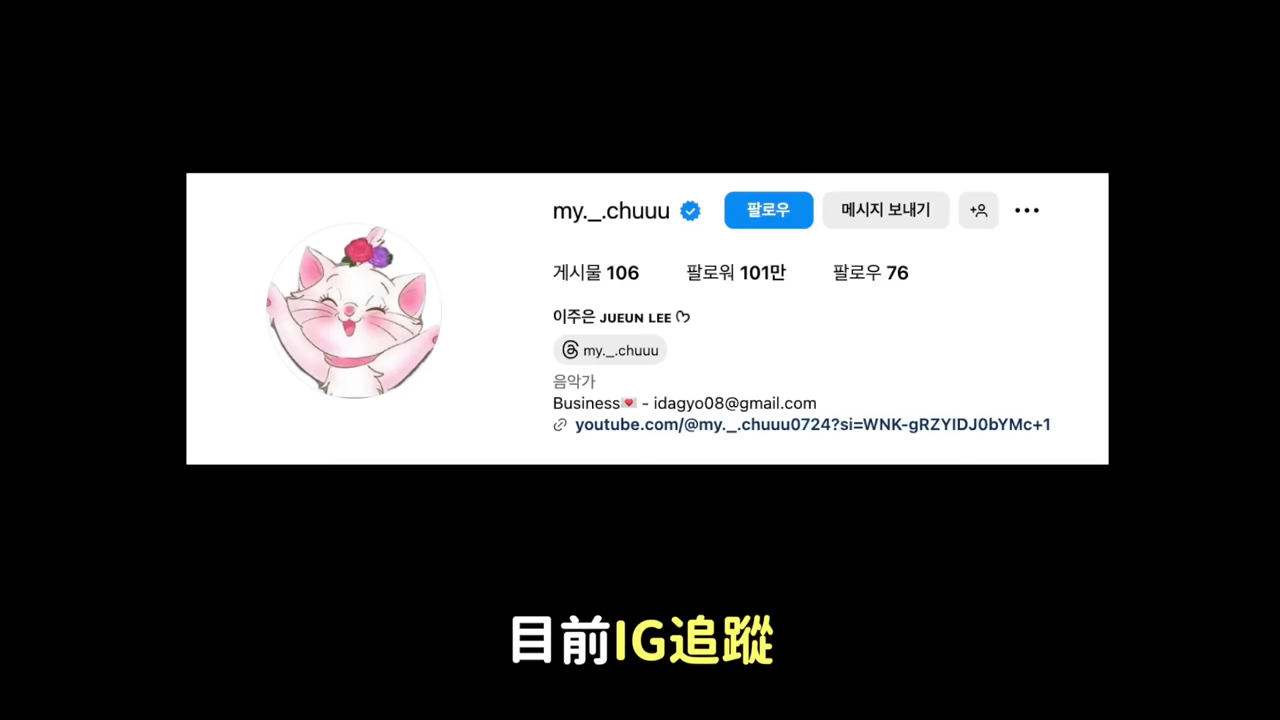 my._.chuuu 팔로우 메시지 보내기
게시물 106 팔로워 101만 팔로우 76
이주은 ᴊᴜᴇᴜɴ ʟᴇᴇ
my._.chuuu
음악가
Business💌 - idagyo08@gmail.com
youtube.com/@my._.chuuu0724?si=WNK-gRZYIDJ0bYMc+1
目前IG追蹤